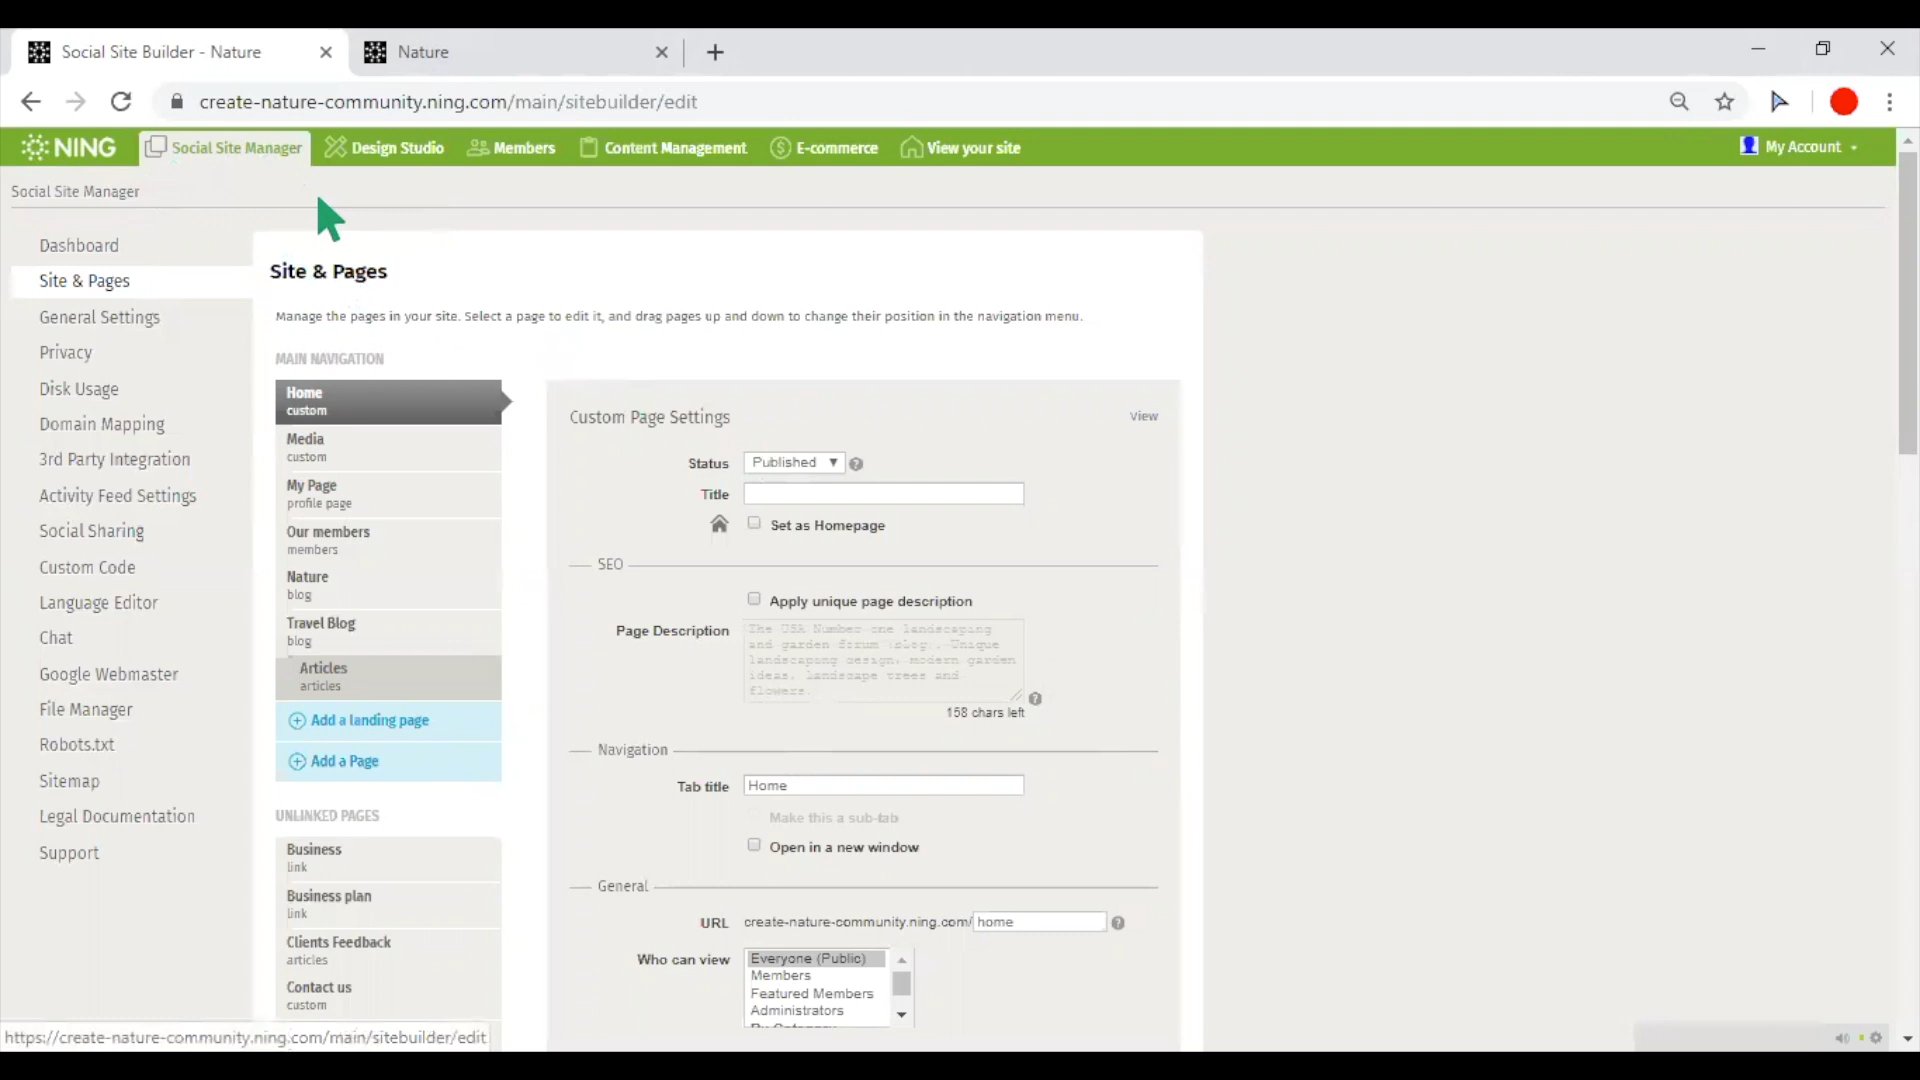 Social Site Builder - Nature
Nature
create-nature-community.ning.com/main/sitebuilder/edit
NING
Social Site Manager
Design Studio
Members
Content Management
E-commerce
View your site
My Account
Social Site Manager
Dashboard
Site & Pages
General Settings
Privacy
Disk Usage
Domain Mapping
3rd Party Integration
Activity Feed Settings
Social Sharing
Custom Code
Language Editor
Chat
Google Webmaster
File Manager
Robots.txt
Sitemap
Legal Documentation
Support
Site & Pages
Manage the pages in your site. Select a page to edit it, and drag pages up and down to change their position in the navigation menu.
MAIN NAVIGATION
Home
custom
Media
custom
My Page
profile page
Our members
members
Nature
blog
Travel Blog
blog
Articles
articles
Add a landing page
Add a Page
UNLINKED PAGES
Business
link
Business plan
link
Clients Feedback
articles
Contact us
custom
Custom Page Settings
View
Status
Published
Title
Set as Homepage
SEO
Apply unique page description
Page Description
The USA Number one landscaping
and garden forum
Unique
landscaping design, modern garden
ideas, landscape trees and
flowers.
158 chars left
Navigation
Tab title
Home
Make this a sub-tab
Open in a new window
General
URL
create-nature-community.ning.com/
home
Who can view
Everyone (Public)
Members
Featured Members
Administrators
https://create-nature-community.ning.com/main/sitebuilder/edit